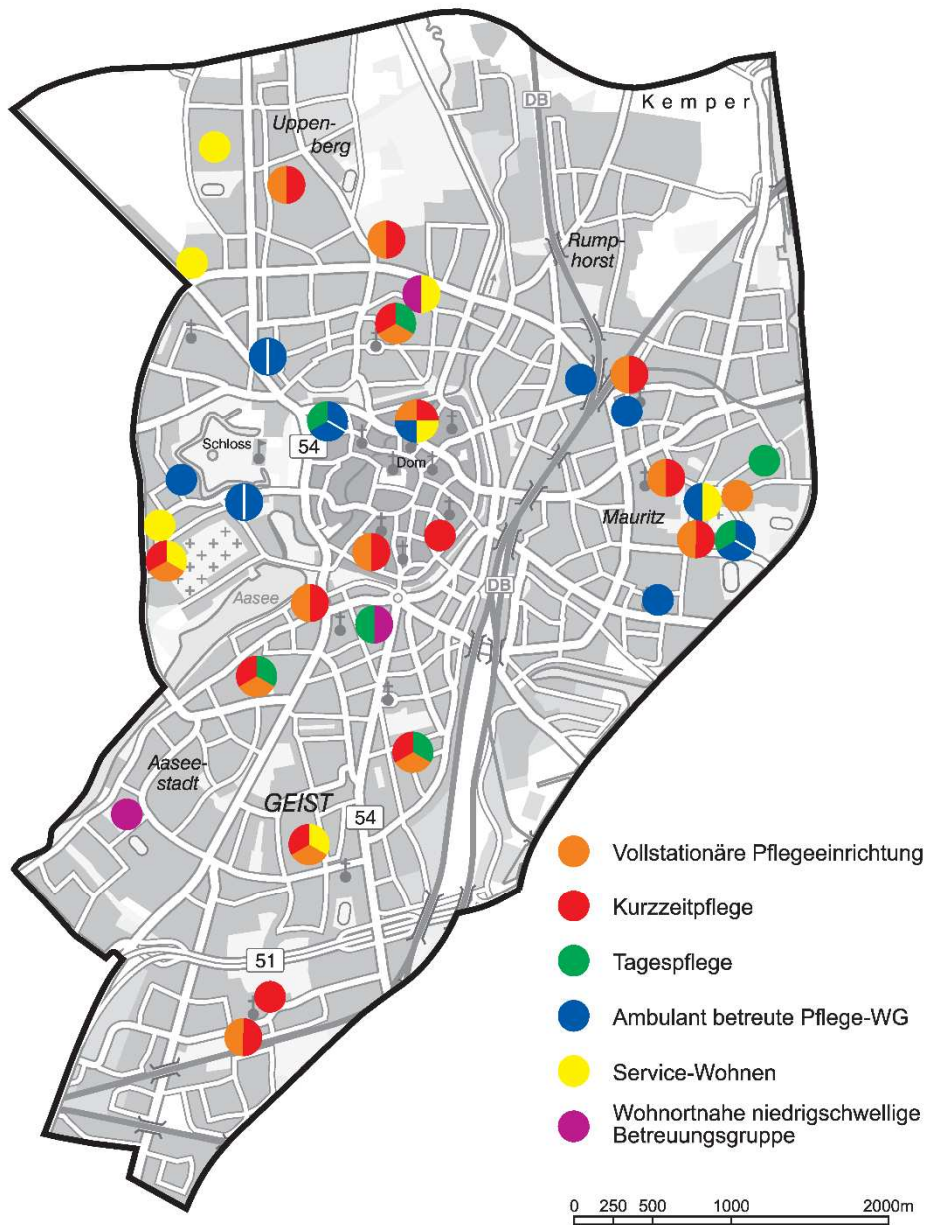 Kemper
DB
Uppen-
berg
Rump-
horst
Schloss
54
Dom
Mauritz
DB
Aasee
Aasee-
stadt
GEIST
54
51
Vollstationäre Pflegeeinrichtung
Kurzzeitpflege
Tagespflege
Ambulant betreute Pflege-WG
Service-Wohnen
Wohnortnahe niedrigschwellige
Betreuungsgruppe
0 250 500 1000 2000m